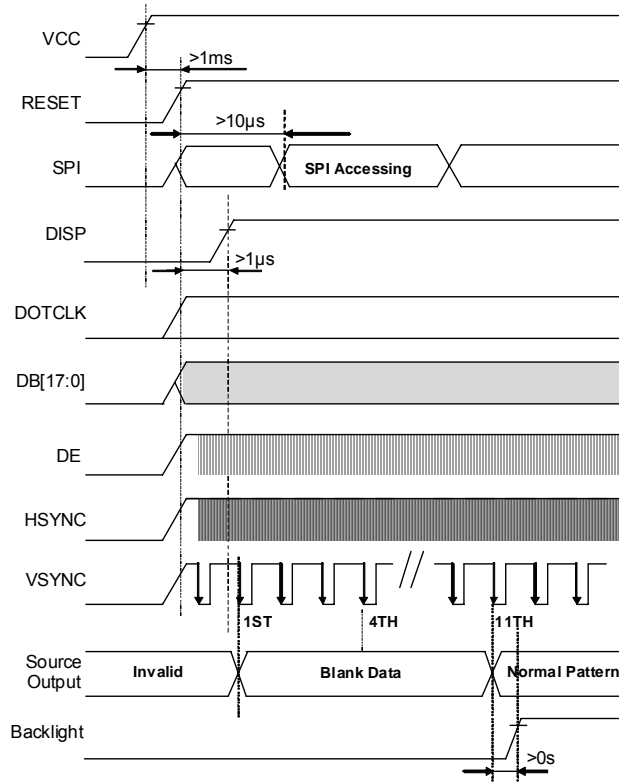 VCC
>1ms
RESET
>10µs
SPI
SPI Accessing
DISP
>1µs
DOTCLK
DB[17:0]
DE
HSYNC
VSYNC
1ST
4TH
11TH
Source
Output
Invalid
Blank Data
Normal Pattern
Backlight
>0s